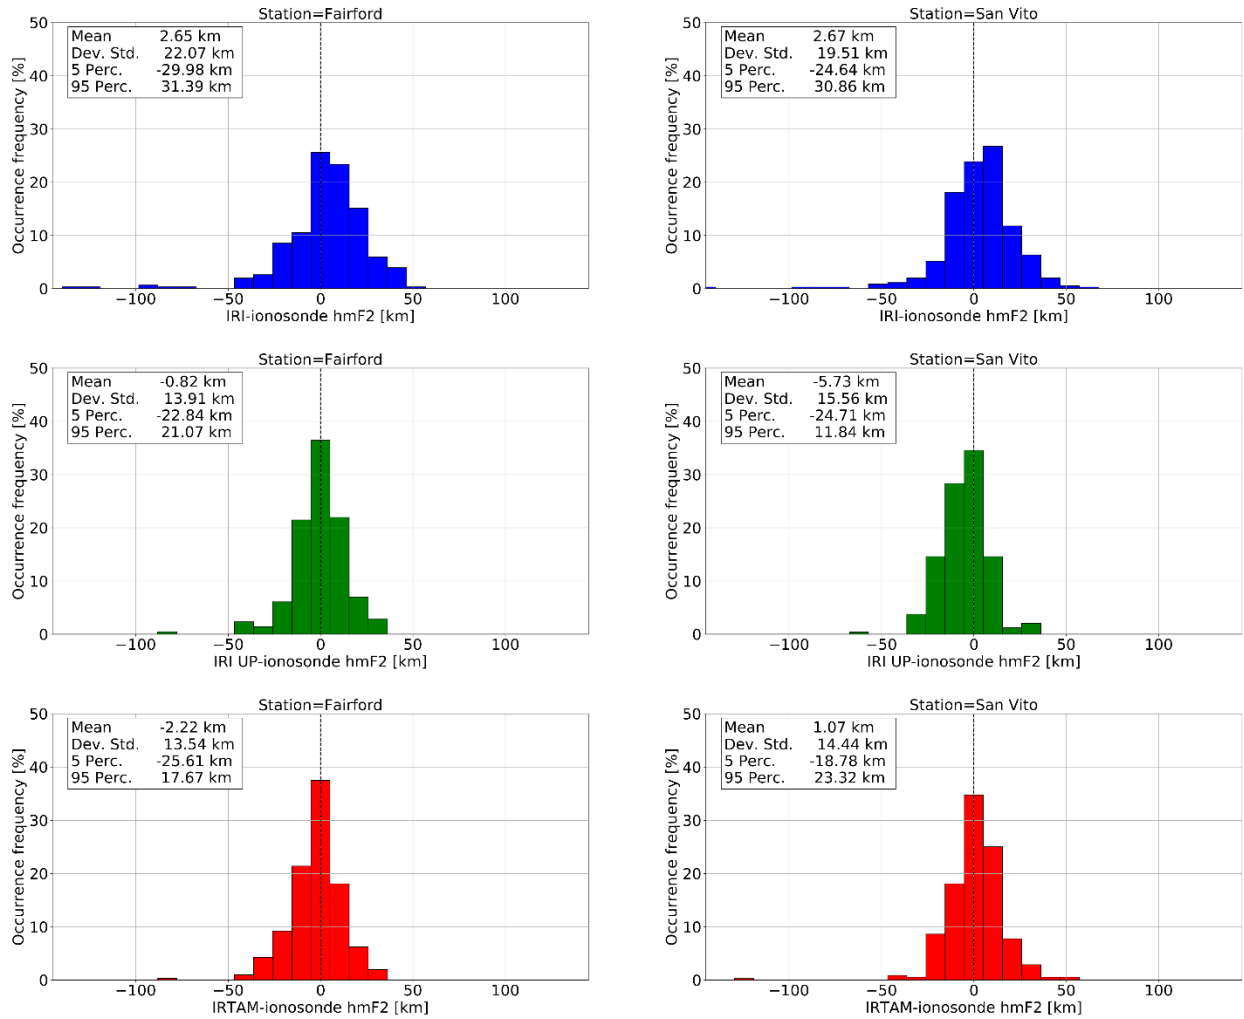 Station=Fairford
Mean 2.65 km
Dev. Std. 22.07 km
5 Perc. -29.98 km
95 Perc. 31.39 km
Occurrence frequency [%]
50
40
30
20
10
0
−100 −50 0 50 100
IRI-ionosonde hmF2 [km]
Station=San Vito
Mean 2.67 km
Dev. Std. 19.51 km
5 Perc. -24.64 km
95 Perc. 30.86 km
Occurrence frequency [%]
50
40
30
20
10
0
−100 −50 0 50 100
IRI-ionosonde hmF2 [km]
Station=Fairford
Mean -0.82 km
Dev. Std. 13.91 km
5 Perc. -22.84 km
95 Perc. 21.07 km
Occurrence frequency [%]
50
40
30
20
10
0
−100 −50 0 50 100
IRI UP-ionosonde hmF2 [km]
Station=San Vito
Mean -5.73 km
Dev. Std. 15.56 km
5 Perc. -24.71 km
95 Perc. 11.84 km
Occurrence frequency [%]
50
40
30
20
10
0
−100 −50 0 50 100
IRI UP-ionosonde hmF2 [km]
Station=Fairford
Mean -2.22 km
Dev. Std. 13.54 km
5 Perc. -25.61 km
95 Perc. 17.67 km
Occurrence frequency [%]
50
40
30
20
10
0
−100 −50 0 50 100
IRTAM-ionosonde hmF2 [km]
Station=San Vito
Mean 1.07 km
Dev. Std. 14.44 km
5 Perc. -18.78 km
95 Perc. 23.32 km
Occurrence frequency [%]
50
40
30
20
10
0
−100 −50 0 50 100
IRTAM-ionosonde hmF2 [km]